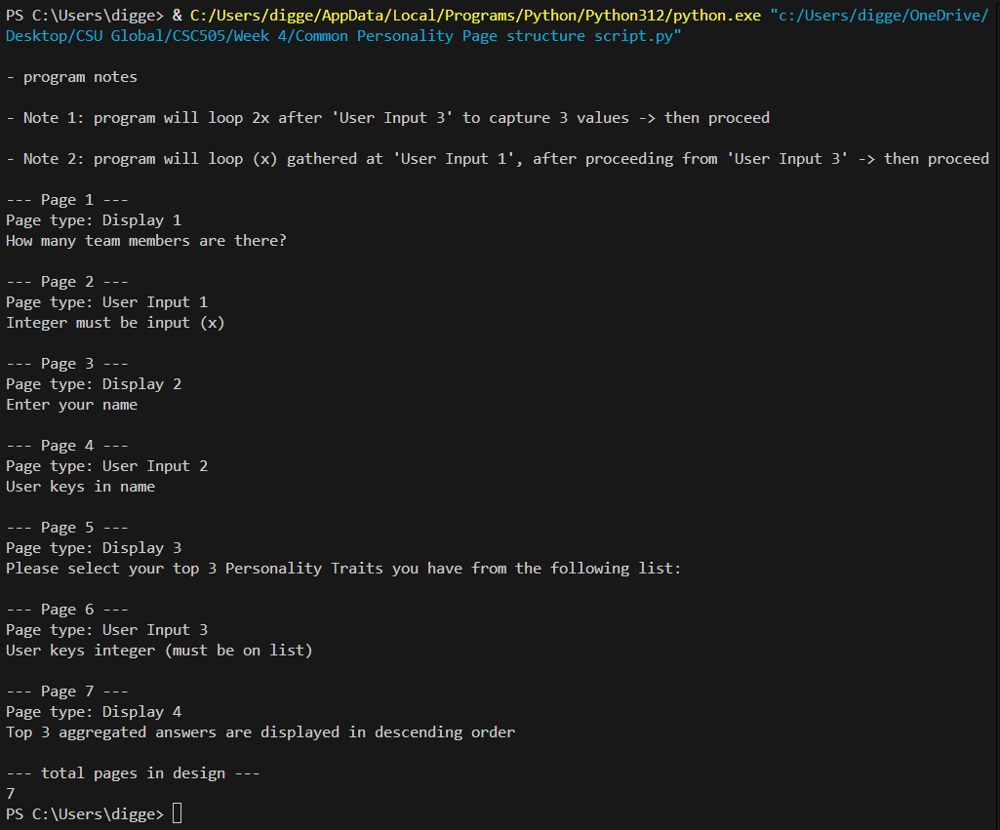 PS C:\Users\digge> & C:/Users/digge/AppData/Local/Programs/Python/Python312/python.exe "c:/Users/digge/OneDrive/
Desktop/CSU Global/CSC505/Week 4/Common Personality Page structure script.py"
- program notes
- Note 1: program will loop 2x after 'User Input 3' to capture 3 values -> then proceed
- Note 2: program will loop (x) gathered at 'User Input 1', after proceeding from 'User Input 3' -> then proceed
--- Page 1 ---
Page type: Display 1
How many team members are there?
--- Page 2 ---
Page type: User Input 1
Integer must be input (x)
--- Page 3 ---
Page type: Display 2
Enter your name
--- Page 4 ---
Page type: User Input 2
User keys in name
--- Page 5 ---
Page type: Display 3
Please select your top 3 Personality Traits you have from the following list:
--- Page 6 ---
Page type: User Input 3
User keys integer (must be on list)
--- Page 7 ---
Page type: Display 4
Top 3 aggregated answers are displayed in descending order
--- total pages in design ---
7
PS C:\Users\digge>